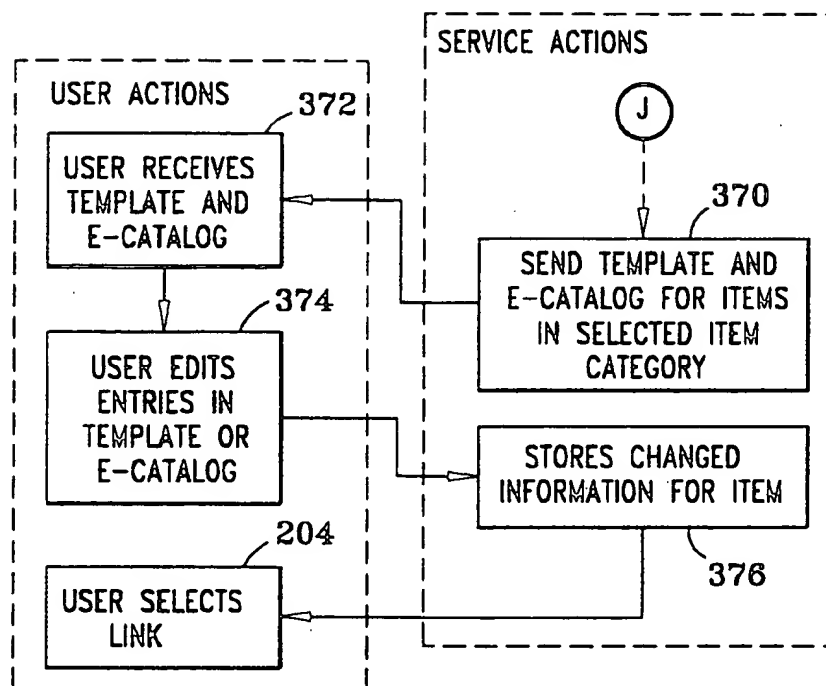 SERVICE ACTIONS
J
370
SEND TEMPLATE AND
E-CATALOG FOR ITEMS
IN SELECTED ITEM
CATEGORY
USER ACTIONS
372
USER RECEIVES
TEMPLATE AND
E-CATALOG
374
USER EDITS
ENTRIES IN
TEMPLATE OR
E-CATALOG
STORES CHANGED
INFORMATION FOR ITEM
376
204
USER SELECTS
LINK